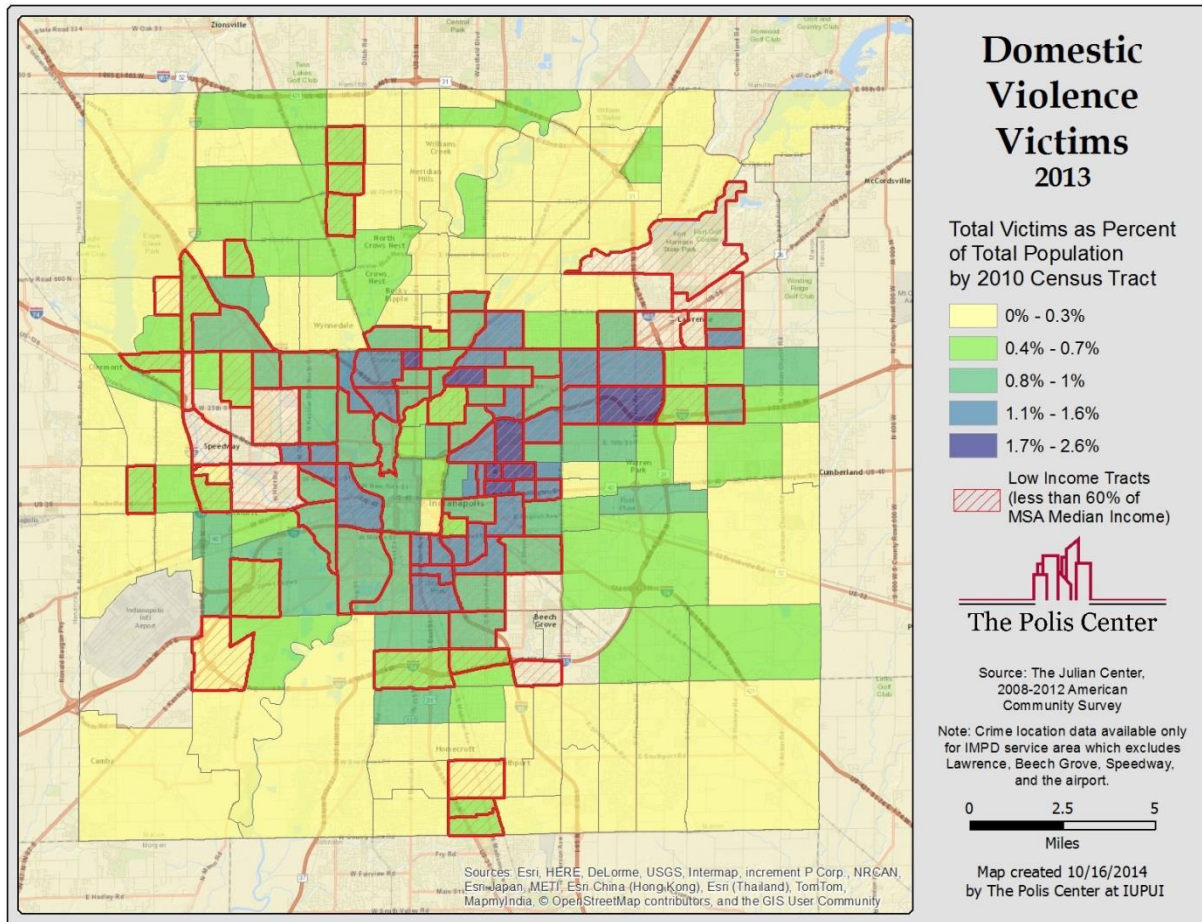 Zionsville
Williams
Creek
Meridian
Hills
McCordsville
North
Crows Nest
Crows
Nest
Rocky
Ripple
Wynnedale
Lawrence
Clermont
Speedway
Warren
Park
Cumberland
Indianapolis
Beech
Grove
Indianapolis
Intl
Airport
Homecroft
Southport
Camby
Sources: Esri, HERE, DeLorme, USGS, Intermap, increment P Corp., NRCAN,
Esri Japan, METI, Esri China (Hong Kong), Esri (Thailand), TomTom,
MapmyIndia, © OpenStreetMap contributors, and the GIS User Community
Domestic
Violence
Victims
2013
Total Victims as Percent
of Total Population
by 2010 Census Tract
0% - 0.3%
0.4% - 0.7%
0.8% - 1%
1.1% - 1.6%
1.7% - 2.6%
Low Income Tracts
(less than 60% of
MSA Median Income)
The Polis Center
Source: The Julian Center,
2008-2012 American
Community Survey
Note: Crime location data available only
for IMPD service area which excludes
Lawrence, Beech Grove, Speedway,
and the airport.
0 2.5 5
Miles
Map created 10/16/2014
by The Polis Center at IUPUI